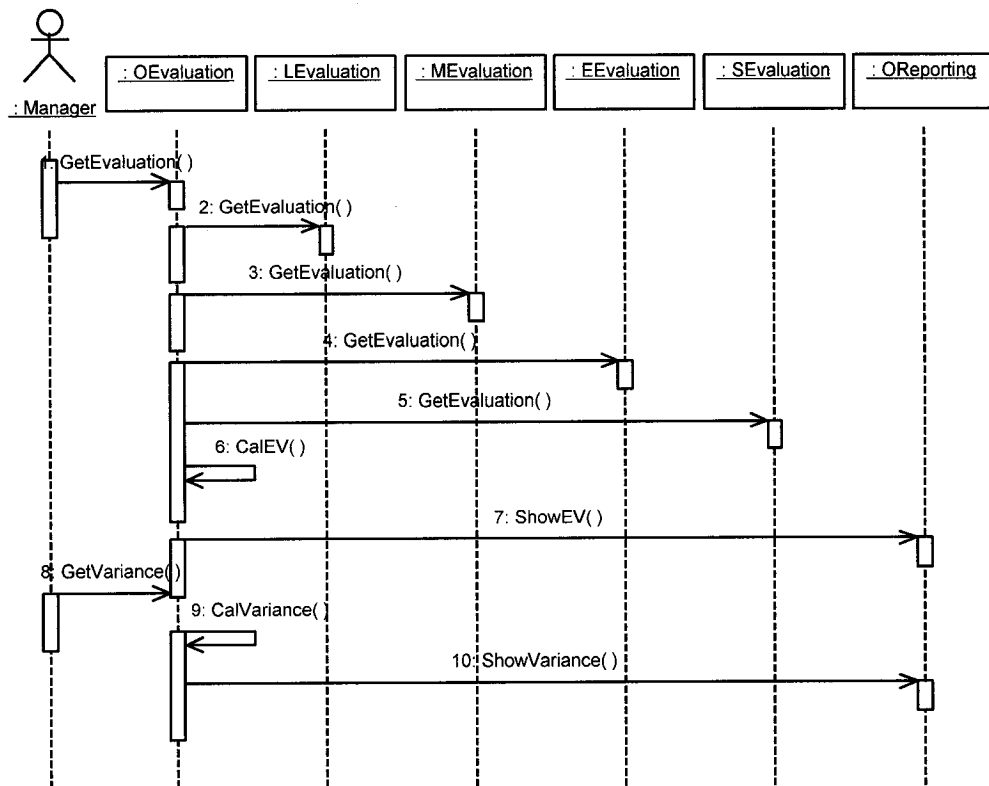 : Manager
: OEvaluation
: LEvaluation
: MEvaluation
: EEvaluation
: SEvaluation
: OReporting
1: GetEvaluation( )
2: GetEvaluation( )
3: GetEvaluation( )
4: GetEvaluation( )
5: GetEvaluation( )
6: CalEV( )
7: ShowEV( )
8: GetVariance( )
9: CalVariance( )
10: ShowVariance( )